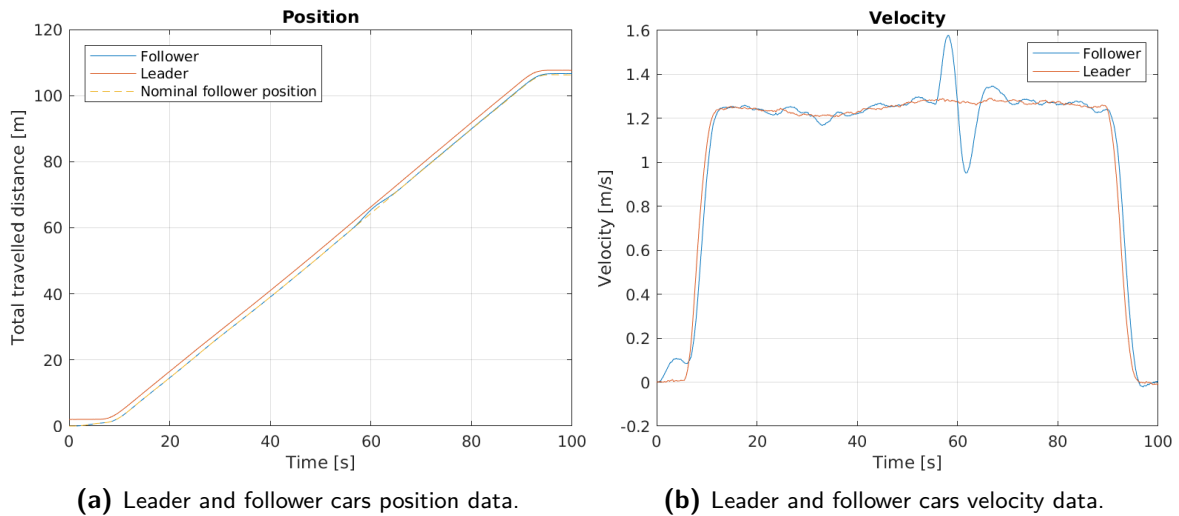 Position
120
100
80
60
40
20
0
0 20 40 60 80 100
Total travelled distance [m]
Time [s]
Follower
Leader
Nominal follower position
(a) Leader and follower cars position data.
Velocity
1.6
1.4
1.2
1
0.8
0.6
0.4
0.2
0
-0.2
0 20 40 60 80 100
Velocity [m/s]
Time [s]
Follower
Leader
(b) Leader and follower cars velocity data.